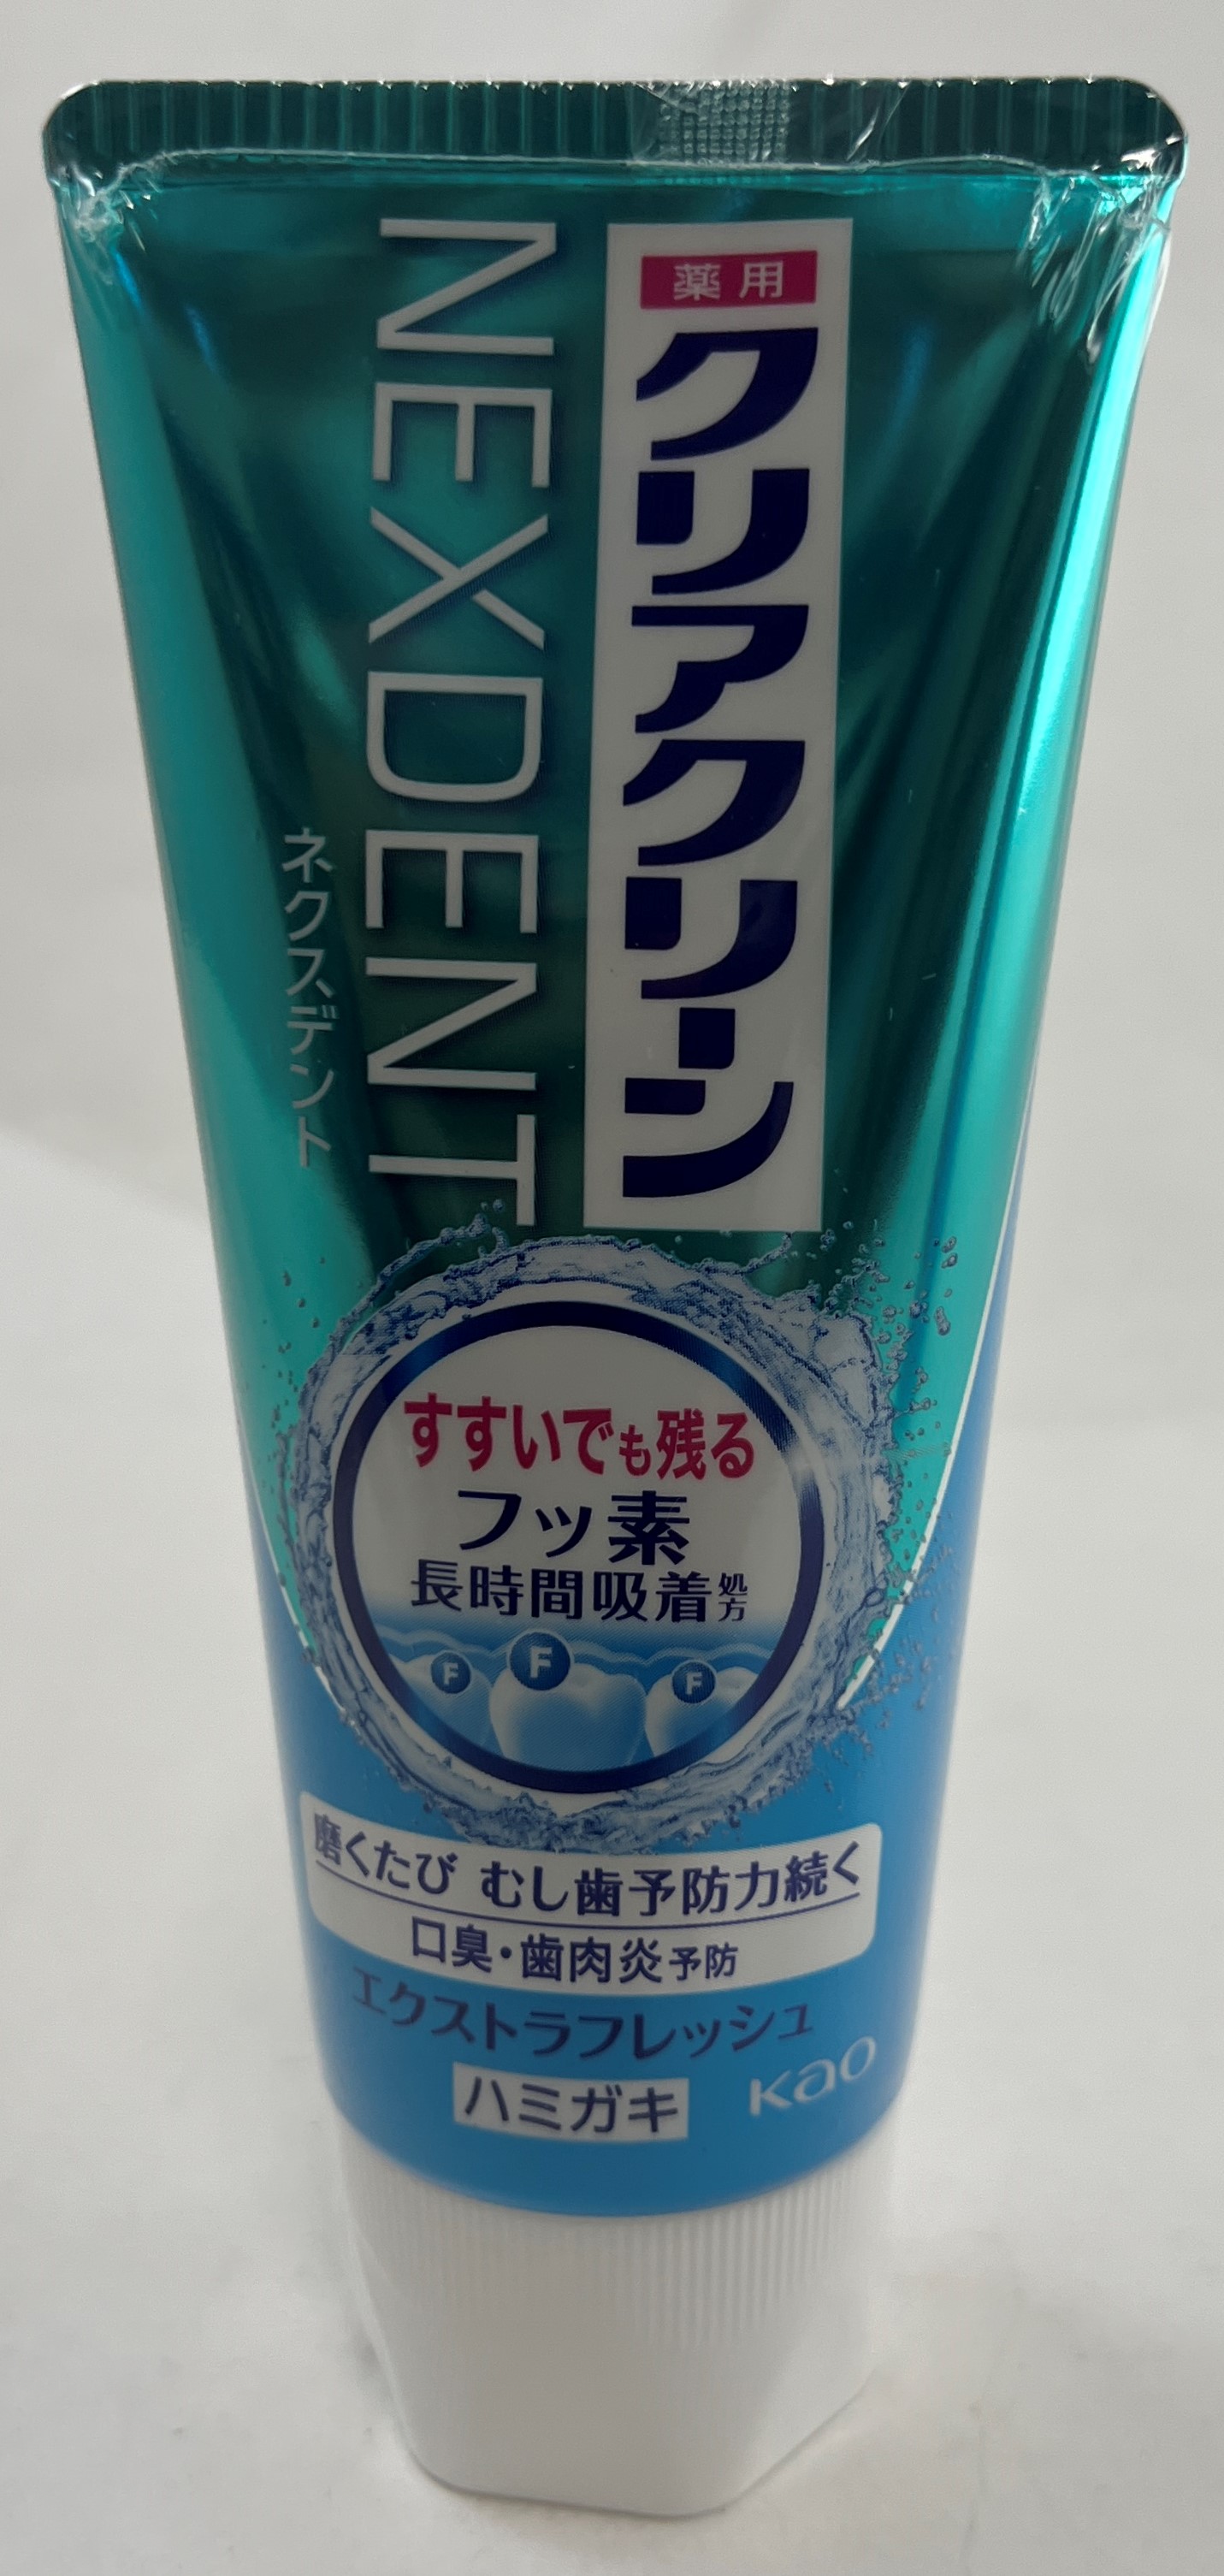 薬用
クリアクリーン
NEXDENT
ネクスデント
すすいでも残る
フッ素
長時間吸着処方
F F F
磨くたび むし歯予防力続く
口臭・歯肉炎予防
エクストラフレッシュ
ハミガキ
Kao